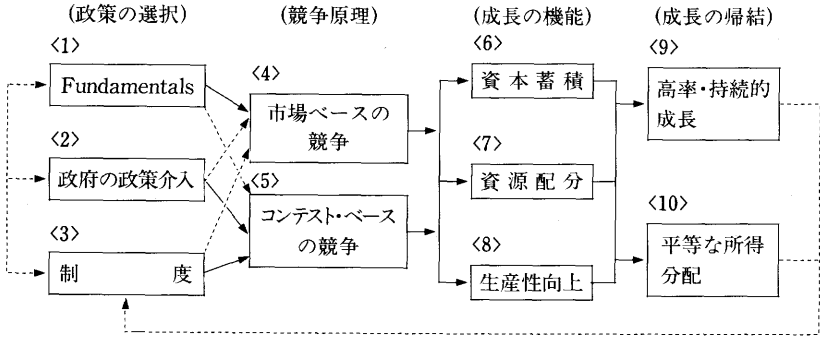 (政策の選択)
(競争原理)
(成長の機能)
(成長の帰結)
<1>
Fundamentals
<2>
政府の政策介入
<3>
制度
<4>
市場ベースの
競争
<5>
コンテスト・ベース
の競争
<6>
資本蓄積
<7>
資源配分
<8>
生産性向上
<9>
高率・持続的
成長
<10>
平等な所得
分配